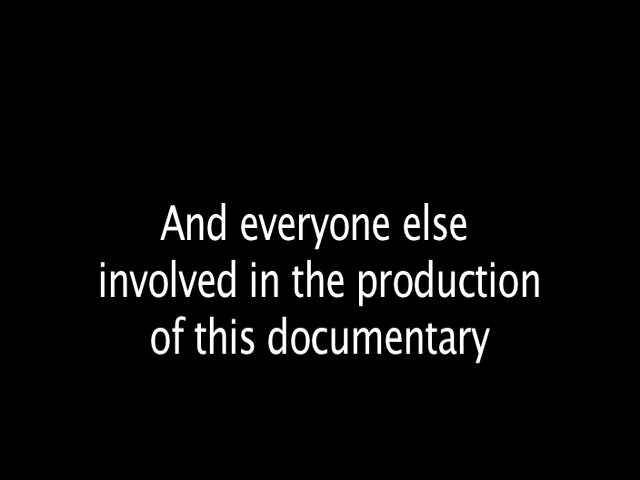 And everyone else
involved in the production
of this documentary